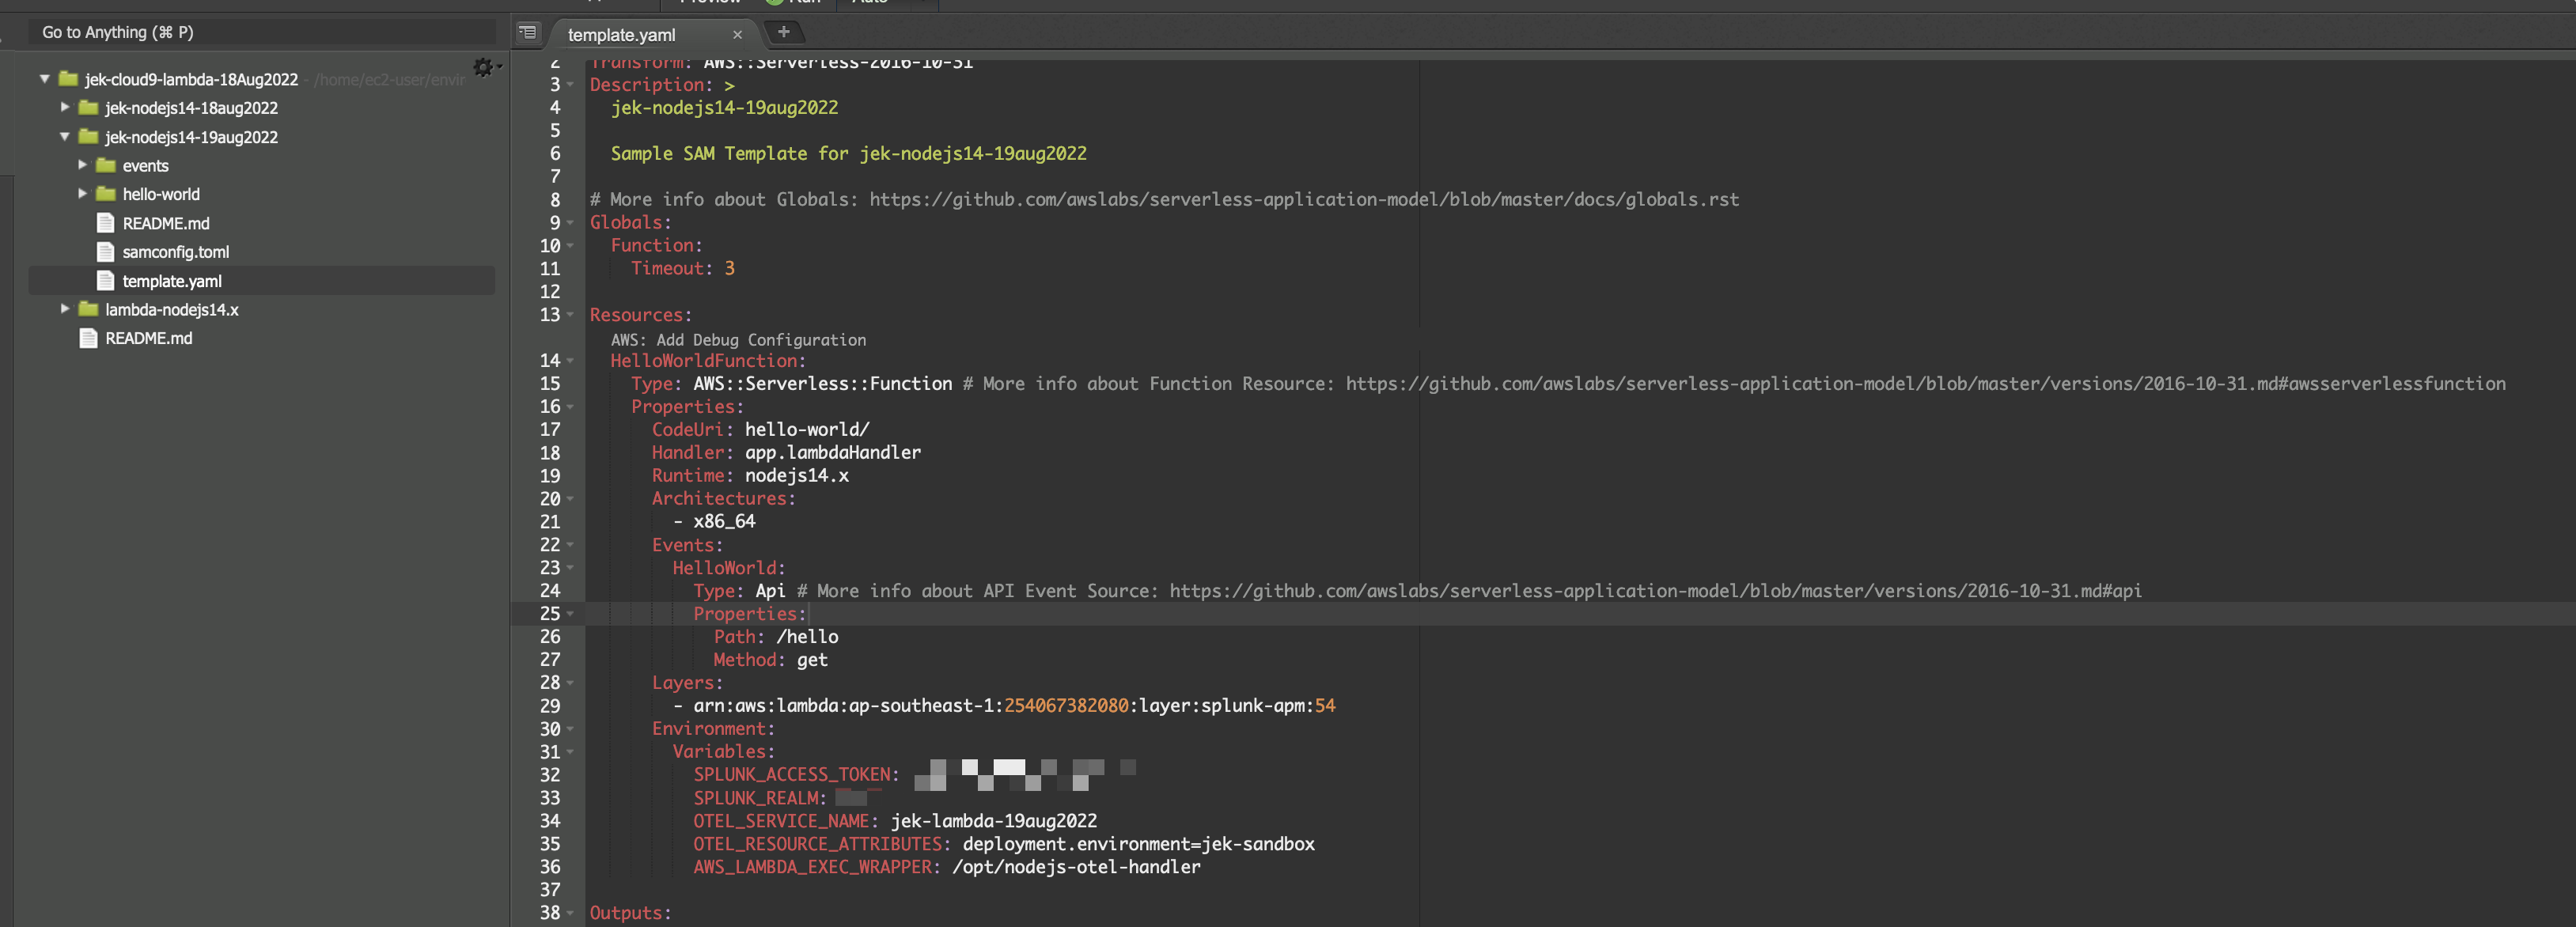 Preview Run Auto
Go to Anything (⌘ P)
template.yaml
jek-cloud9-lambda-18Aug2022 - /home/ec2-user/envir
jek-nodejs14-18aug2022
jek-nodejs14-19aug2022
events
hello-world
README.md
samconfig.toml
template.yaml
lambda-nodejs14.x
README.md
2 Transform: AWS::Serverless-2016-10-31
3 Description: >
4 jek-nodejs14-19aug2022
5
6 Sample SAM Template for jek-nodejs14-19aug2022
7
8 # More info about Globals: https://github.com/awslabs/serverless-application-model/blob/master/docs/globals.rst
9 Globals:
10 Function:
11 Timeout: 3
12
13 Resources:
AWS: Add Debug Configuration
14 HelloWorldFunction:
15 Type: AWS::Serverless::Function # More info about Function Resource: https://github.com/awslabs/serverless-application-model/blob/master/versions/2016-10-31.md#awsserverlessfunction
16 Properties:
17 CodeUri: hello-world/
18 Handler: app.lambdaHandler
19 Runtime: nodejs14.x
20 Architectures:
21 - x86_64
22 Events:
23 HelloWorld:
24 Type: Api # More info about API Event Source: https://github.com/awslabs/serverless-application-model/blob/master/versions/2016-10-31.md#api
25 Properties:
26 Path: /hello
27 Method: get
28 Layers:
29 - arn:aws:lambda:ap-southeast-1:254067382080:layer:splunk-apm:54
30 Environment:
31 Variables:
32 SPLUNK_ACCESS_TOKEN:
33 SPLUNK_REALM:
34 OTEL_SERVICE_NAME: jek-lambda-19aug2022
35 OTEL_RESOURCE_ATTRIBUTES: deployment.environment=jek-sandbox
36 AWS_LAMBDA_EXEC_WRAPPER: /opt/nodejs-otel-handler
37
38 Outputs: